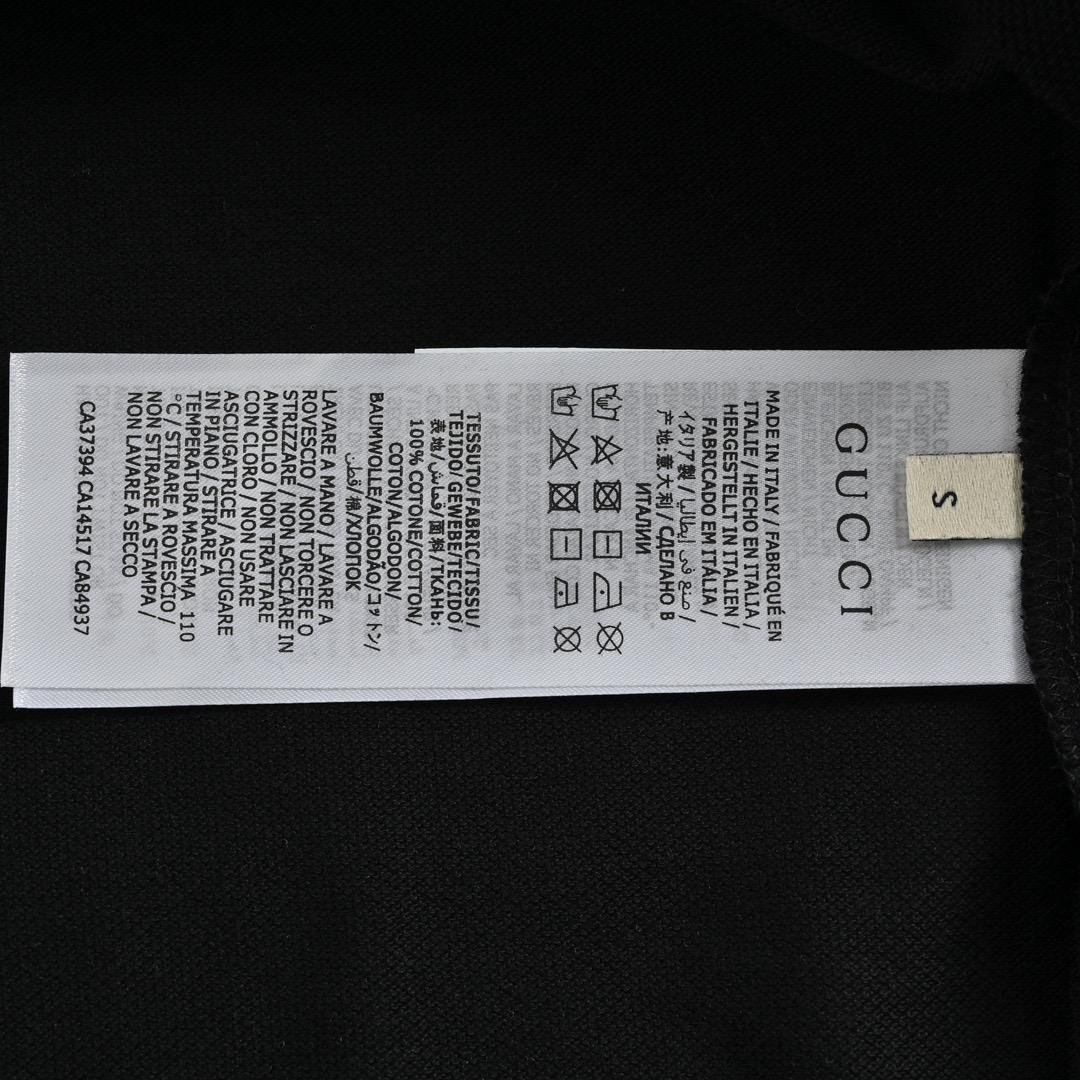 S
GUCCI
MADE IN ITALY / FABRIQUÉ EN
ITALIE / HECHO EN ITALIA /
HERGESTELLT IN ITALIEN /
FABRICADO EM ITÁLIA /
イタリア製 / صنع في إيطاليا /
产地:意大利 / СДЕЛАНО В
ИТАЛИИ
TESSUTO/FABRIC/TISSU/
TEJIDO/GEWEBE/TECIDO/
表地/قماش/面料/ТКАНЬ:
100% COTONE/COTTON/
COTON/ALGODON/
BAUMWOLLE/ALGODÃO/コットン/
قطن/棉/ХЛОПОК
LAVARE A MANO / LAVARE A
ROVESCIO / NON TORCERE O
STRIZZARE / NON LASCIARE IN
AMMOLLO / NON TRATTARE
CON CLORO / NON USARE
ASCIUGATRICE / ASCIUGARE
IN PIANO / STIRARE A
TEMPERATURA MASSIMA 110
°C / STIRARE A ROVESCIO /
NON STIRARE LA STAMPA /
NON LAVARE A SECCO
CA37394 CA14517 CA84937